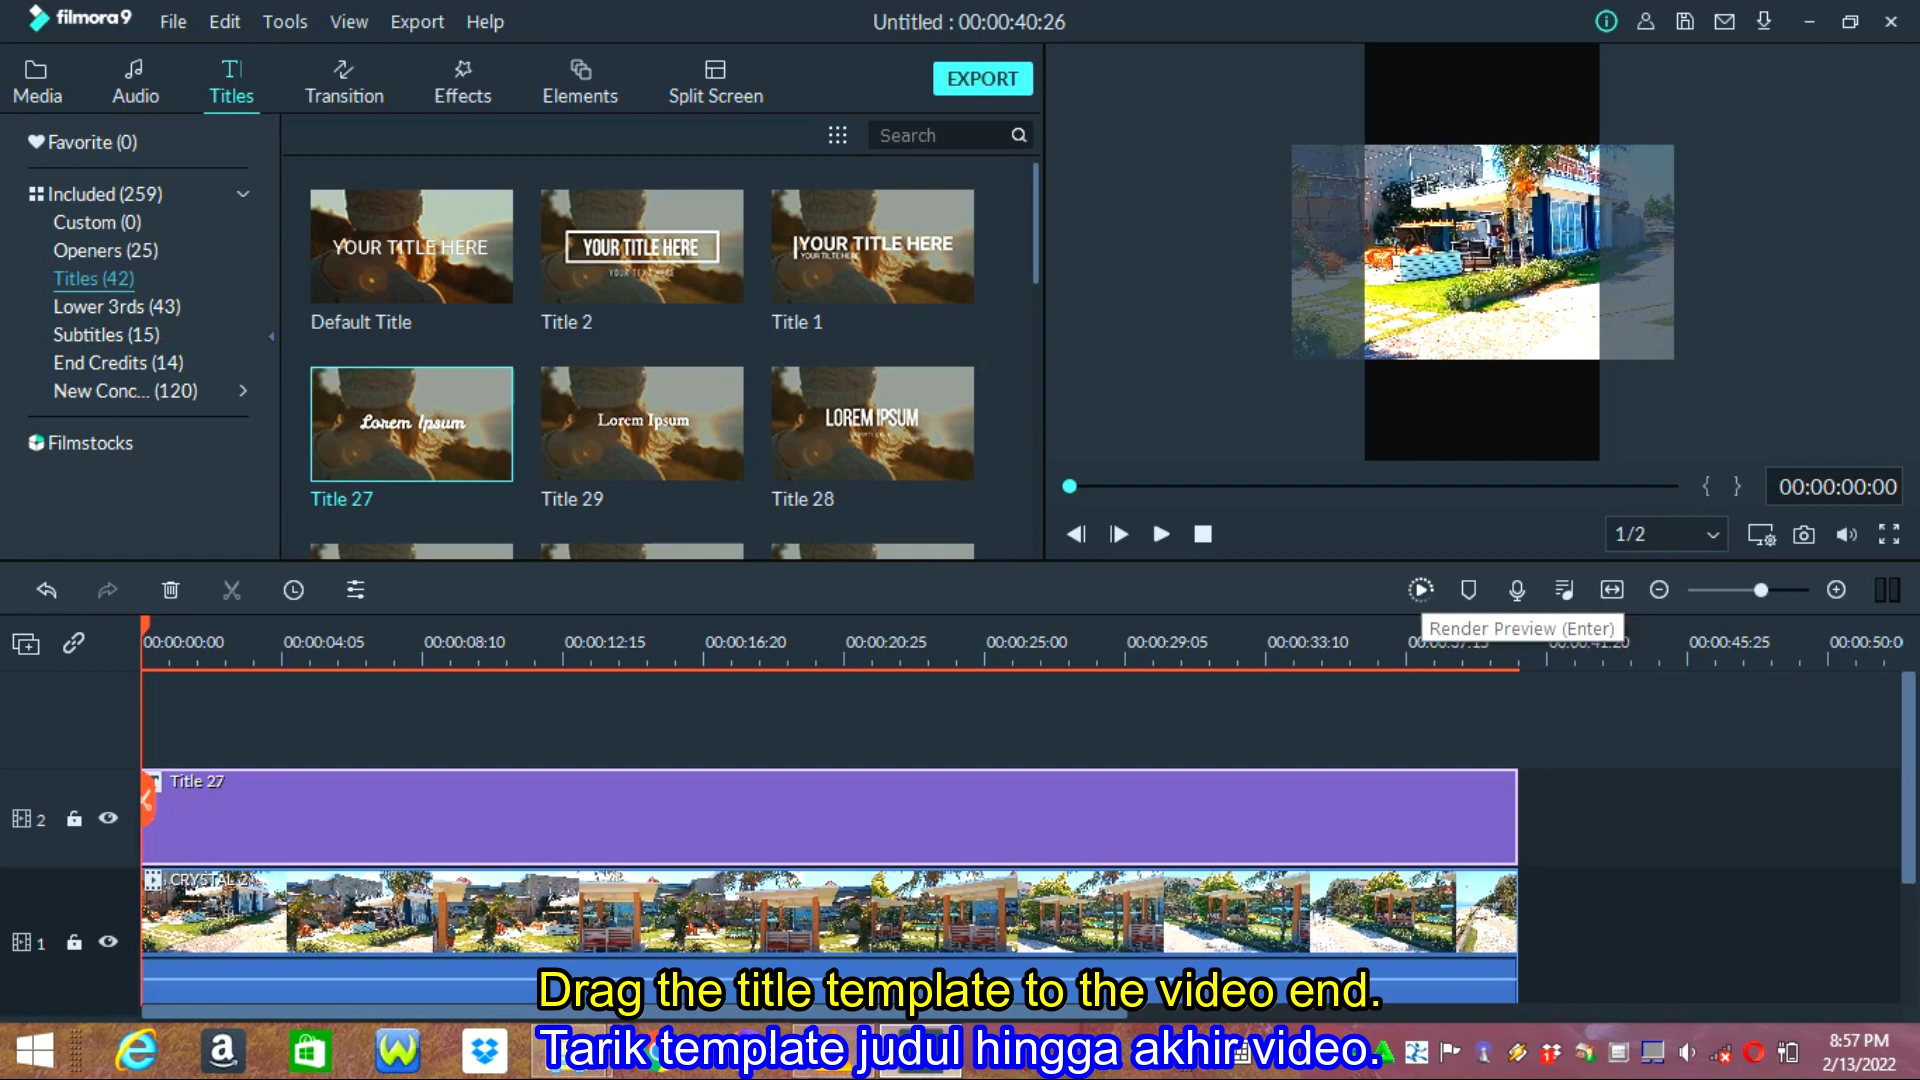 filmora9
File Edit Tools View Export Help
Untitled : 00:00:40:26
Media Audio Titles Transition Effects Elements Split Screen
EXPORT
Favorite (0)
Search
Included (259)
Custom (0)
Openers (25)
Titles (42)
Lower 3rds (43)
Subtitles (15)
End Credits (14)
New Conc... (120)
Filmstocks
YOUR TITLE HERE
YOUR TITLE HERE
YOUR TEXT HERE
YOUR TITLE HERE
YOUR TILTE HERE
Default Title
Title 2
Title 1
Lorem Ipsum
Lorem Ipsum
LOREM IPSUM
Title 27
Title 29
Title 28
{ } 00:00:00:00
1/2
Render Preview (Enter)
00:00:00:00 00:00:04:05 00:00:08:10 00:00:12:15 00:00:16:20 00:00:20:25 00:00:25:00 00:00:29:05 00:00:33:10 00:00:37:15 00:00:41:20 00:00:45:25 00:00:50:0
2
Title 27
1
CRYSTAL 2
Drag the title template to the video end.
Tarik template judul hingga akhir video.
8:57 PM
2/13/2022